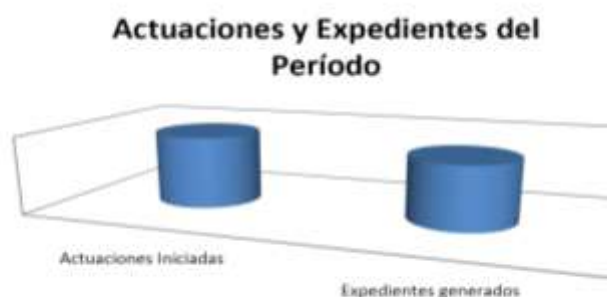 Actuaciones y Expedientes del
Período
Actuaciones Iniciadas
Expedientes generados